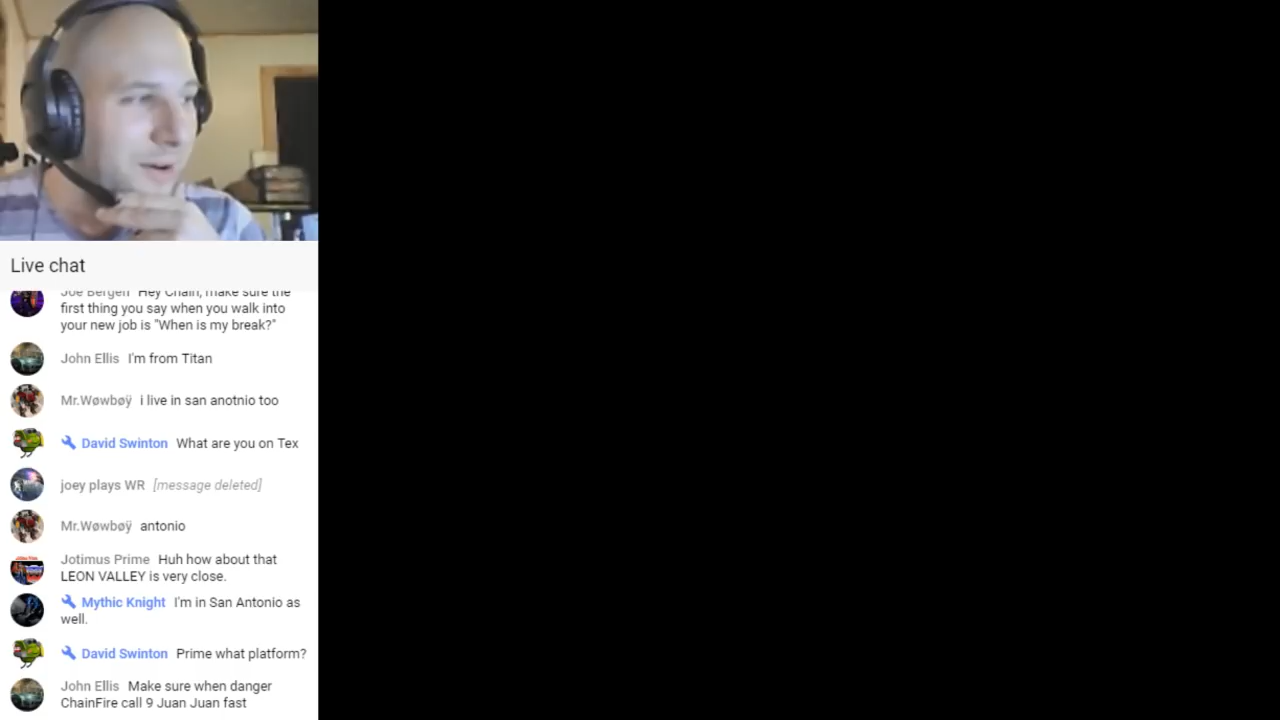 Live chat
Joe Bergen Hey Chain, make sure the
first thing you say when you walk into
your new job is "When is my break?"
John Ellis I'm from Titan
Mr.Wøwbøÿ i live in san anotnio too
David Swinton What are you on Tex
joey plays WR [message deleted]
Mr.Wøwbøÿ antonio
Jotimus Prime Huh how about that
LEON VALLEY is very close.
Mythic Knight I'm in San Antonio as
well.
David Swinton Prime what platform?
John Ellis Make sure when danger
ChainFire call 9 Juan Juan fast